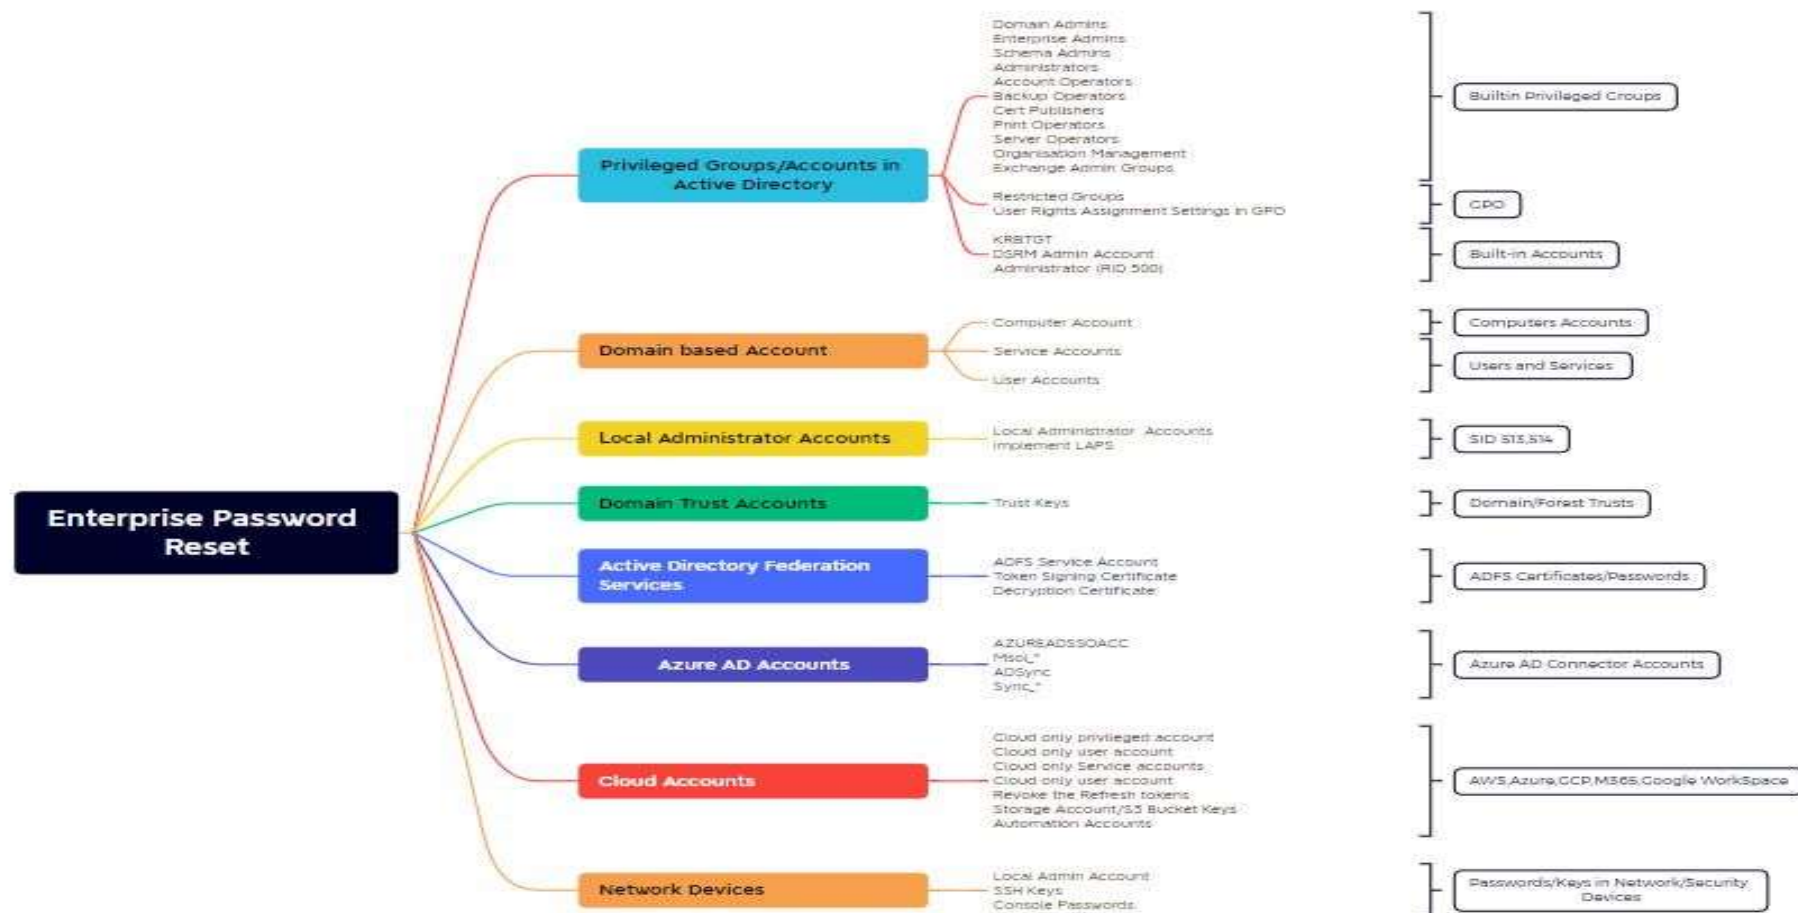 Enterprise Password
Reset
Privileged Groups/Accounts in
Active Directory
Domain Admins
Enterprise Admins
Schema Admins
Administrators
Account Operators
Backup Operators
Cert Publishers
Print Operators
Server Operators
Organisation Management
Exchange Admin Groups
Builtin Privileged Groups
Restricted Groups
User Rights Assignment Settings in GPO
GPO
KRBTGT
DSRM Admin Account
Administrator (RID 500)
Built-in Accounts
Domain based Account
Computer Account
Computers Accounts
Service Accounts
User Accounts
Users and Services
Local Administrator Accounts
Local Administrator Accounts
implement LAPS
SID 513,514
Domain Trust Accounts
Trust Keys
Domain/Forest Trusts
Active Directory Federation
Services
ADFS Service Account
Token Signing Certificate
Decryption Certificate
ADFS Certificates/Passwords
Azure AD Accounts
AZUREADSSOACC
Msol_*
ADSync
Sync_*
Azure AD Connector Accounts
Cloud Accounts
Cloud only privileged account
Cloud only user account
Cloud only Service accounts
Cloud only user account
Revoke the Refresh tokens
Storage Account/S3 Bucket Keys
Automation Accounts
AWS,Azure,GCP,M365,Google WorkSpace
Network Devices
Local Admin Account
SSH Keys
Console Passwords
Passwords/Keys in Network/Security
Devices